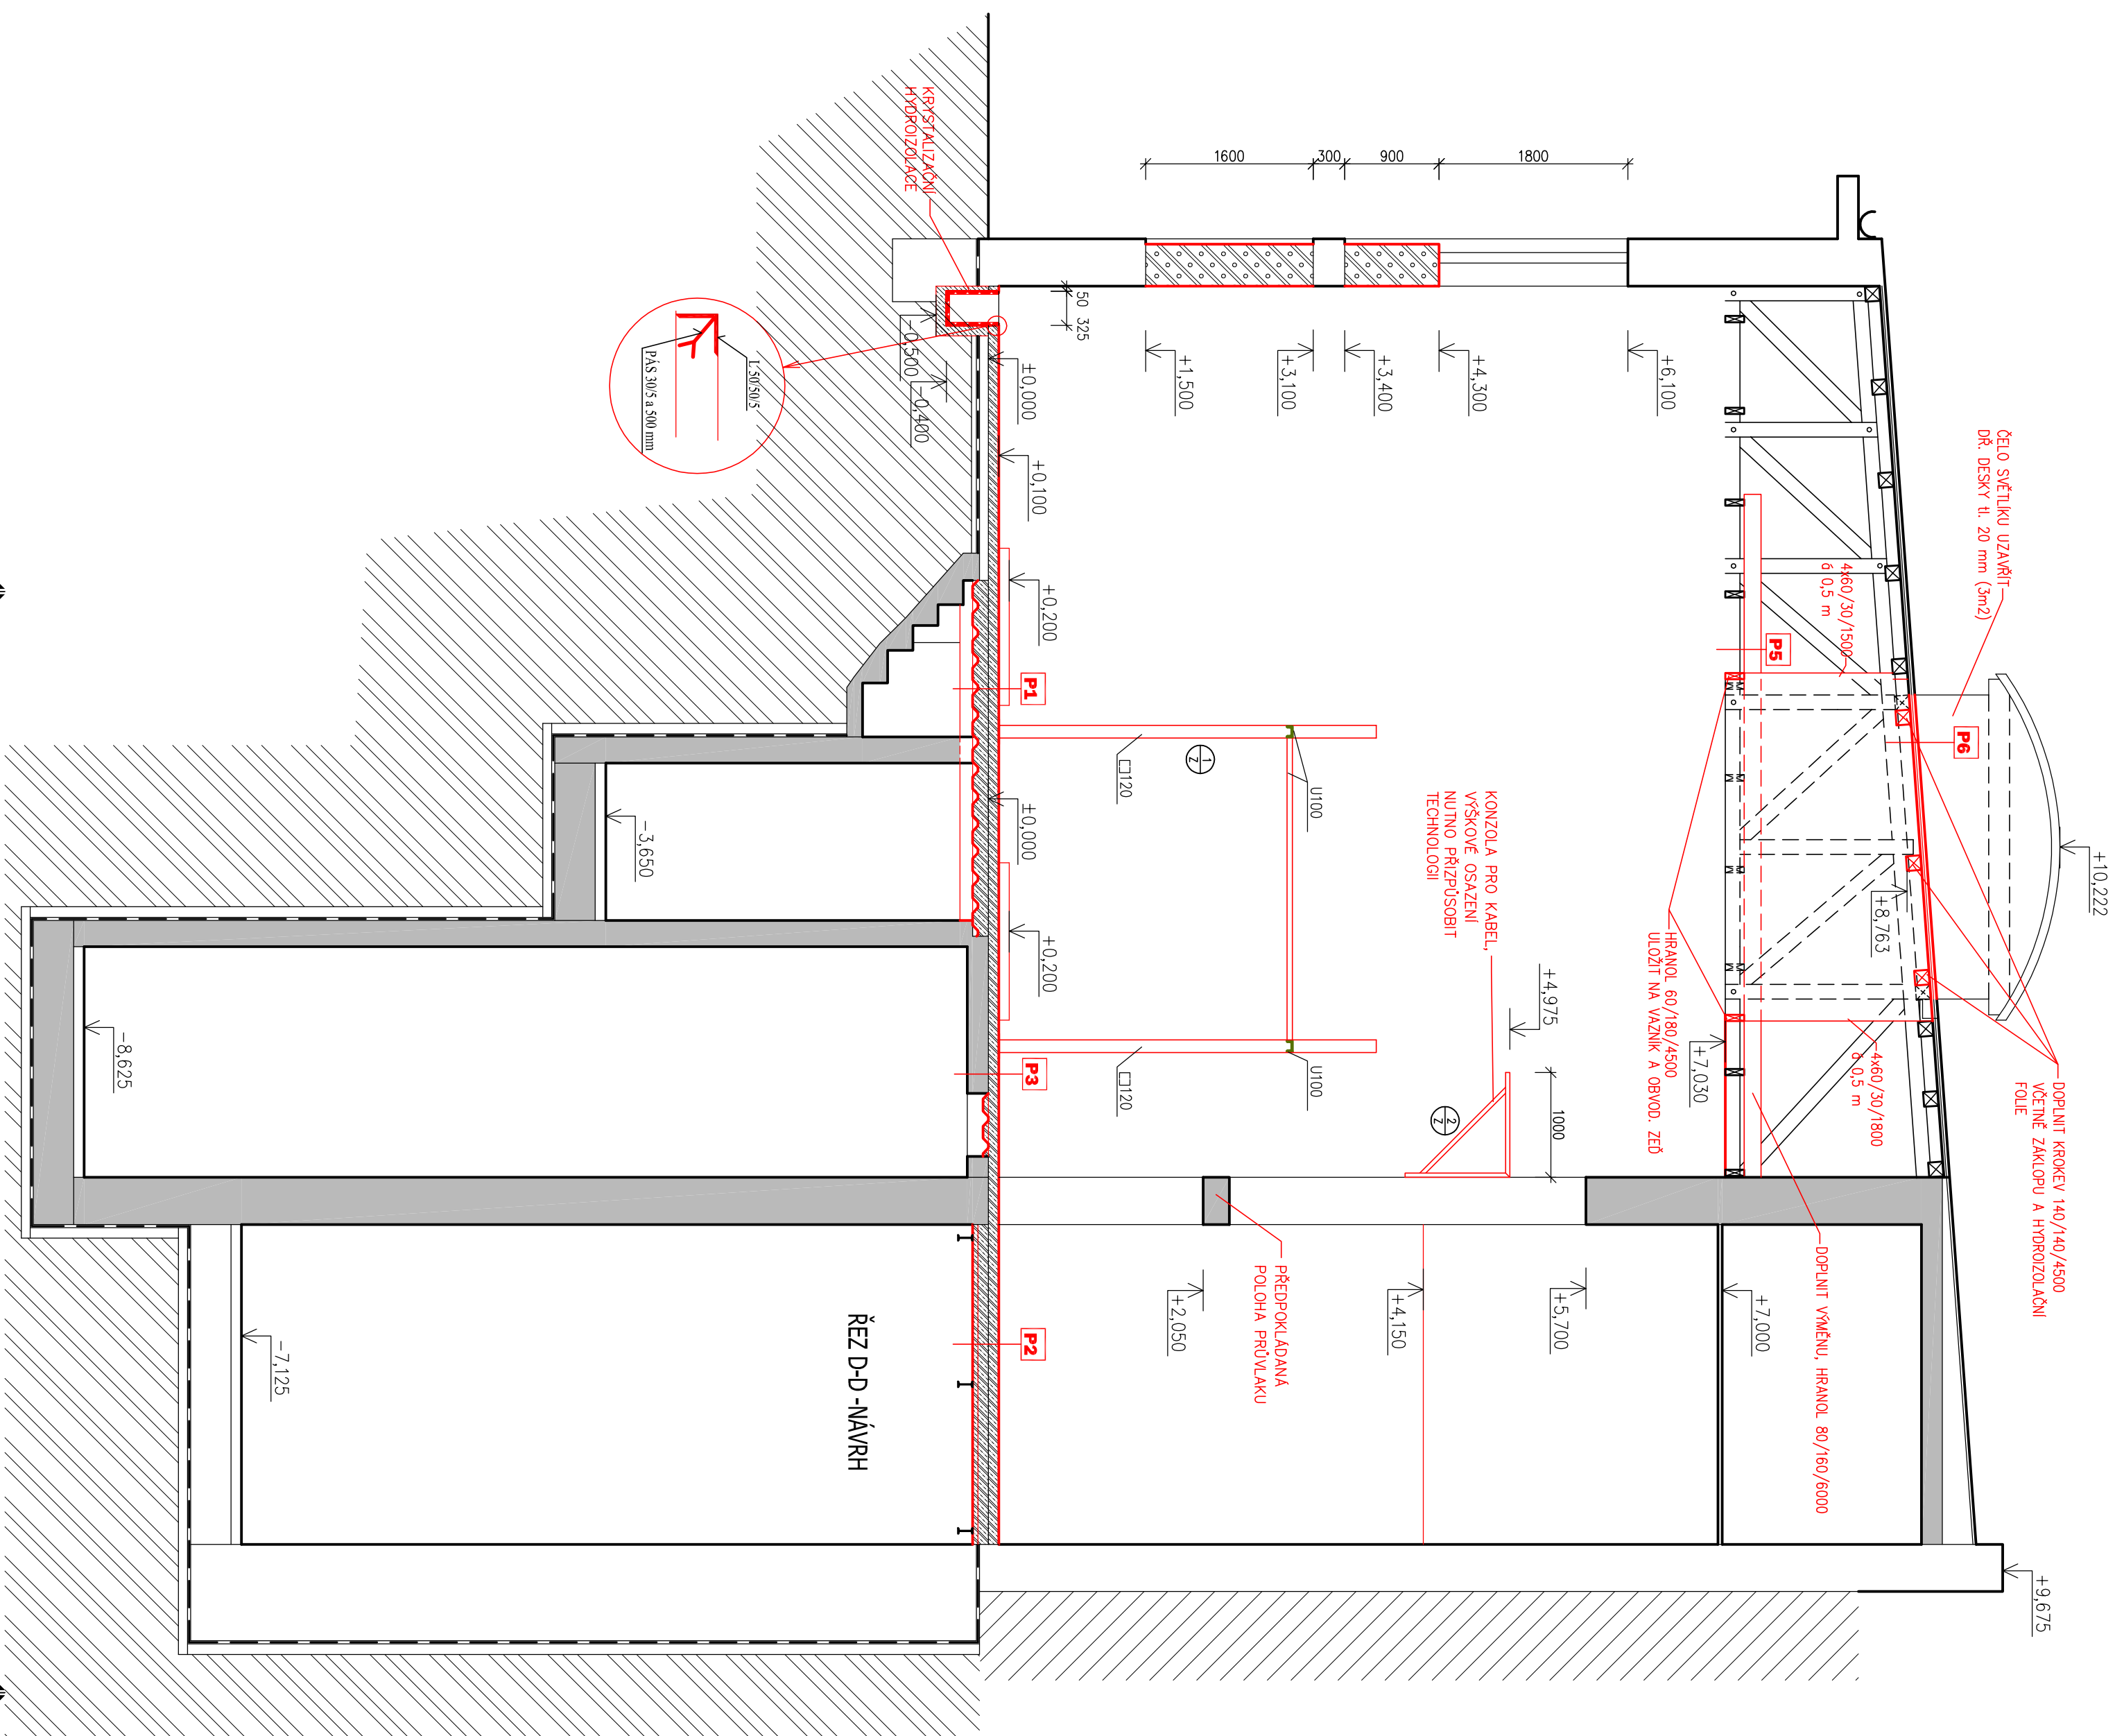 +10,222
ČELO SVĚTLÍKU UZAVŘÍT
DŘ. DESKY tl. 20 mm (3m2)
P6
+8,763
DOPLNIT KROKEV 140/140/4500
VČETNĚ ZÁKLOPU A HYDROIZOLAČNÍ
FOLIE
+9,675
4x60/30/1500
á 0,5 m
P5
4x60/30/1800
á 0,5 m
+7,030
HRANOL 60/180/4500
ULOŽIT NA VAZNÍK A OBVOD. ZEĎ
DOPLNIT VÝMĚNU, HRANOL 80/160/6000
+7,000
1800
900
300
1600
+6,100
+4,300
+3,400
+3,100
+1,500
+5,700
+4,975
1000
2
Z
KONZOLA PRO KABEL,
VÝŠKOVÉ OSAZENÍ
NUTNO PŘIZPŮSOBIT
TECHNOLOGII
+4,150
U100
U100
1
Z
□120
□120
PŘEDPOKLÁDANÁ
POLOHA PRŮVLAKU
+2,050
50
325
±0,000
+0,100
+0,200
P1
±0,000
+0,200
P3
P2
-0,500
-0,400
KRYSTALIZAČNÍ
HYDROIZOLACE
L 50/50/5
PÁS 30/5 a 500 mm
-3,650
-8,625
-7,125
ŘEZ D-D -NÁVRH